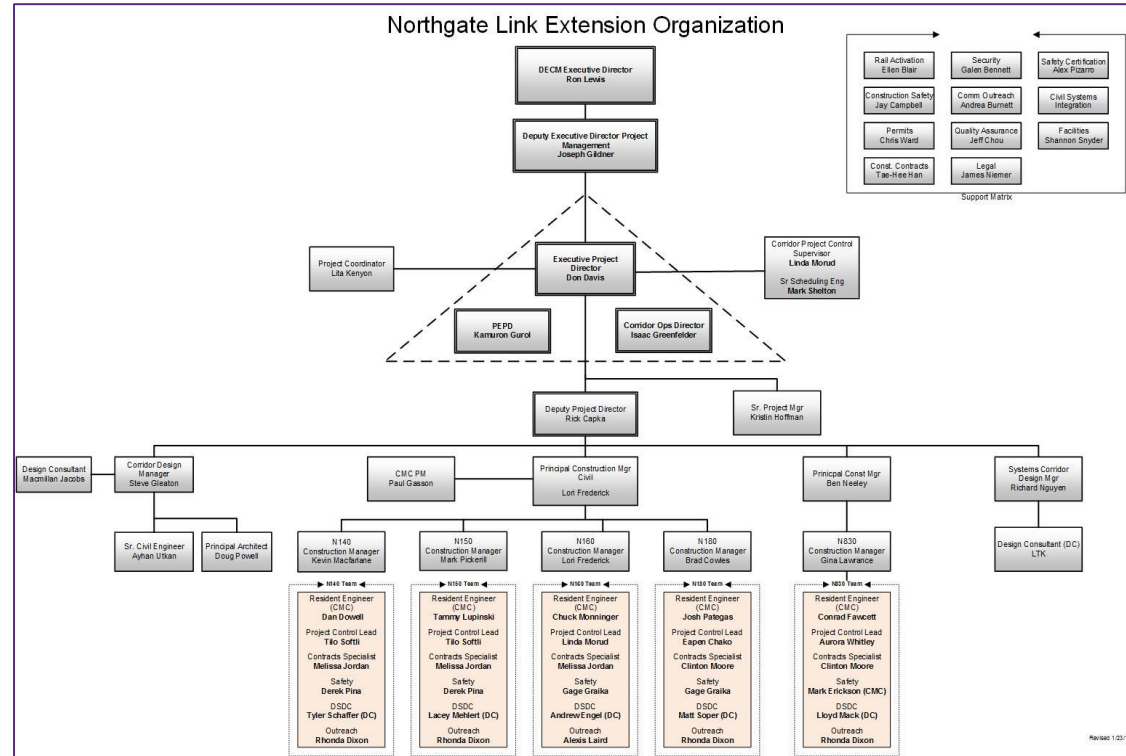 Northgate Link Extension Organization
DECM Executive Director
Ron Lewis
Deputy Executive Director Project
Management
Joseph Gildner
Rail Activation
Ellen Blair
Security
Galen Bennett
Safety Certification
Alex Pizarro
Construction Safety
Jay Campbell
Comm Outreach
Andrea Burnett
Civil Systems
Integration
Permits
Chris Ward
Quality Assurance
Jeff Chou
Facilities
Shannon Snyder
Const. Contracts
Tae-Hee Han
Legal
James Niemer
Support Matrix
Project Coordinator
Lita Kenyon
Executive Project
Director
Don Davis
Corridor Project Control
Supervisor
Linda Morud
Sr Scheduling Eng
Mark Shelton
PEPD
Kamuron Gurol
Corridor Ops Director
Isaac Greenfelder
Deputy Project Director
Rick Capka
Sr. Project Mgr
Kristin Hoffman
Design Consultant
Macmillan Jacobs
Corridor Design
Manager
Steve Gleaton
CMC PM
Paul Gasson
Principal Construction Mgr
Civil
Lori Frederick
Prinicpal Const Mgr
Ben Neeley
Systems Corridor
Design Mgr
Richard Nguyen
Sr. Civil Engineer
Ayhan Utkan
Principal Architect
Doug Powell
N140
Construction Manager
Kevin Macfarlane
N150
Construction Manager
Mark Pickerill
N160
Construction Manager
Lori Frederick
N180
Construction Manager
Brad Cowles
N830
Construction Manager
Gina Lawrance
Design Consultant (DC)
LTK
N140 Team
Resident Engineer
(CMC)
Dan Dowell
Project Control Lead
Tilo Softli
Contracts Specialist
Melissa Jordan
Safety
Derek Pina
DSDC
Tyler Schaffer (DC)
Outreach
Rhonda Dixon
N150 Team
Resident Engineer
(CMC)
Tammy Lupinski
Project Control Lead
Tilo Softli
Contracts Specialist
Melissa Jordan
Safety
Derek Pina
DSDC
Lacey Mehlert (DC)
Outreach
Rhonda Dixon
N160 Team
Resident Engineer
(CMC)
Chuck Monninger
Project Control Lead
Linda Morud
Contracts Specialist
Melissa Jordan
Safety
Gage Graika
DSDC
Andrew Engel (DC)
Outreach
Alexis Laird
N180 Team
Resident Engineer
(CMC)
Josh Pategas
Project Control Lead
Eapen Chako
Contracts Specialist
Clinton Moore
Safety
Gage Graika
DSDC
Matt Soper (DC)
Outreach
Rhonda Dixon
N830 Team
Resident Engineer
(CMC)
Conrad Fawcett
Project Control Lead
Aurora Whitley
Contracts Specialist
Clinton Moore
Safety
Mark Erickson (CMC)
DSDC
Lloyd Mack (DC)
Outreach
Rhonda Dixon
Revised